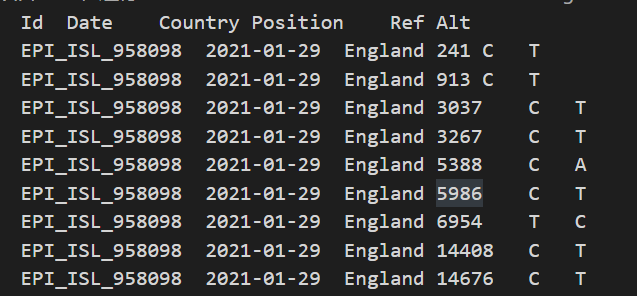 Id Date Country Position Ref Alt
EPI_ISL_958098 2021-01-29 England 241 C T
EPI_ISL_958098 2021-01-29 England 913 C T
EPI_ISL_958098 2021-01-29 England 3037 C T
EPI_ISL_958098 2021-01-29 England 3267 C T
EPI_ISL_958098 2021-01-29 England 5388 C A
EPI_ISL_958098 2021-01-29 England 5986 C T
EPI_ISL_958098 2021-01-29 England 6954 T C
EPI_ISL_958098 2021-01-29 England 14408 C T
EPI_ISL_958098 2021-01-29 England 14676 C T